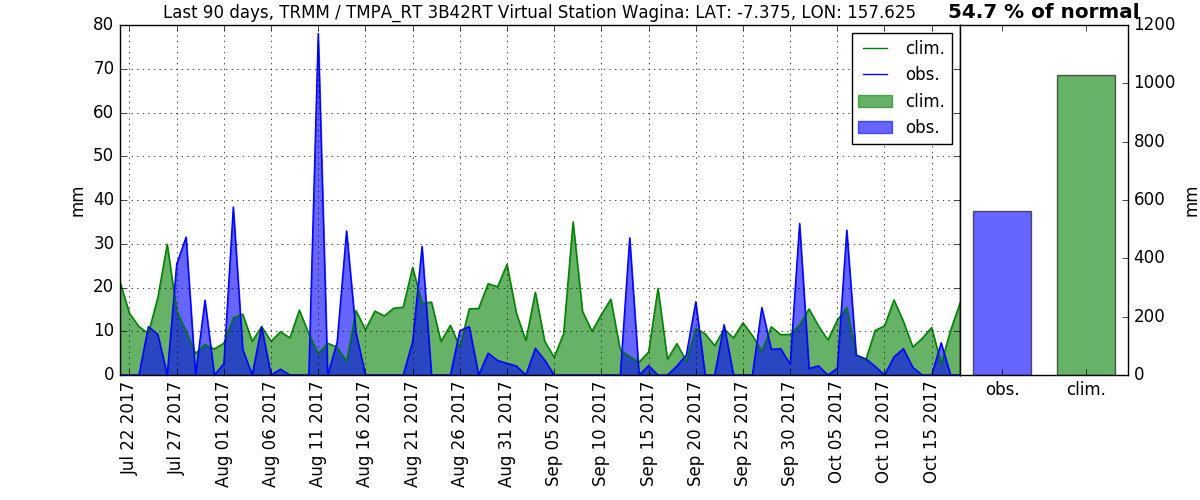 Last 90 days, TRMM / TMPA_RT 3B42RT Virtual Station Wagina: LAT: -7.375, LON: 157.625
54.7 % of normal
mm
80
70
60
50
40
30
20
10
0
clim.
obs.
clim.
obs.
Jul 22 2017
Jul 27 2017
Aug 01 2017
Aug 06 2017
Aug 11 2017
Aug 16 2017
Aug 21 2017
Aug 26 2017
Aug 31 2017
Sep 05 2017
Sep 10 2017
Sep 15 2017
Sep 20 2017
Sep 25 2017
Sep 30 2017
Oct 05 2017
Oct 10 2017
Oct 15 2017
obs.
clim.
1200
1000
800
600
400
200
0
mm